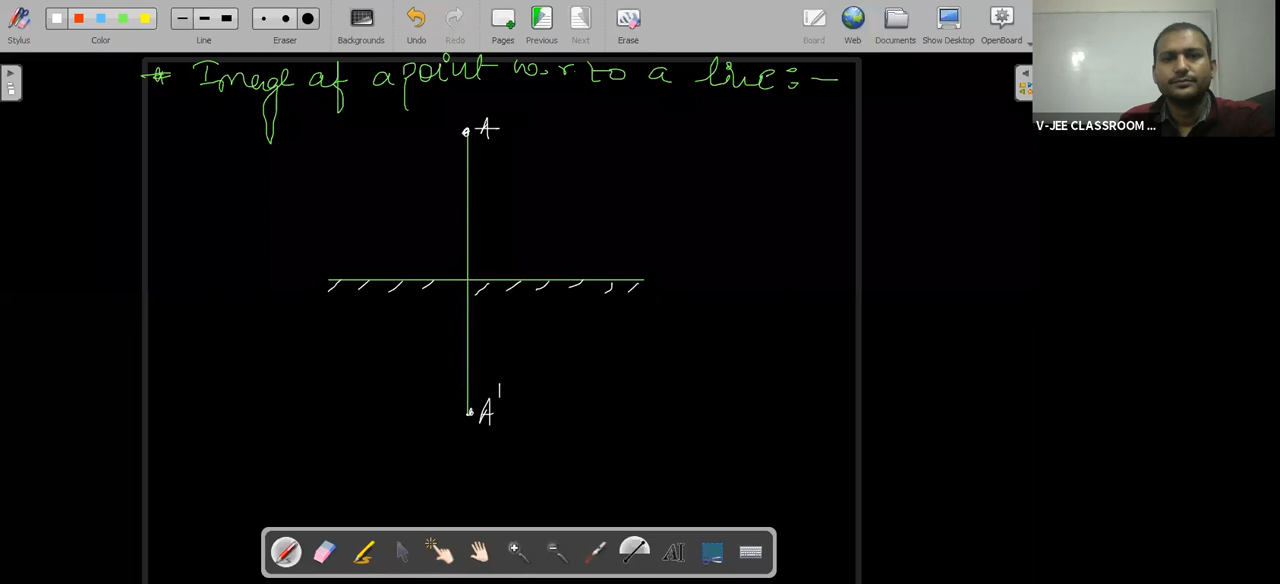 Stylus Color Line Eraser Backgrounds Undo Redo Pages Previous Next Erase Board Web Documents Show Desktop OpenBoard
* Image of a point w.r. to a line :-
V-JEE CLASSROOM ...
A
A'
AI